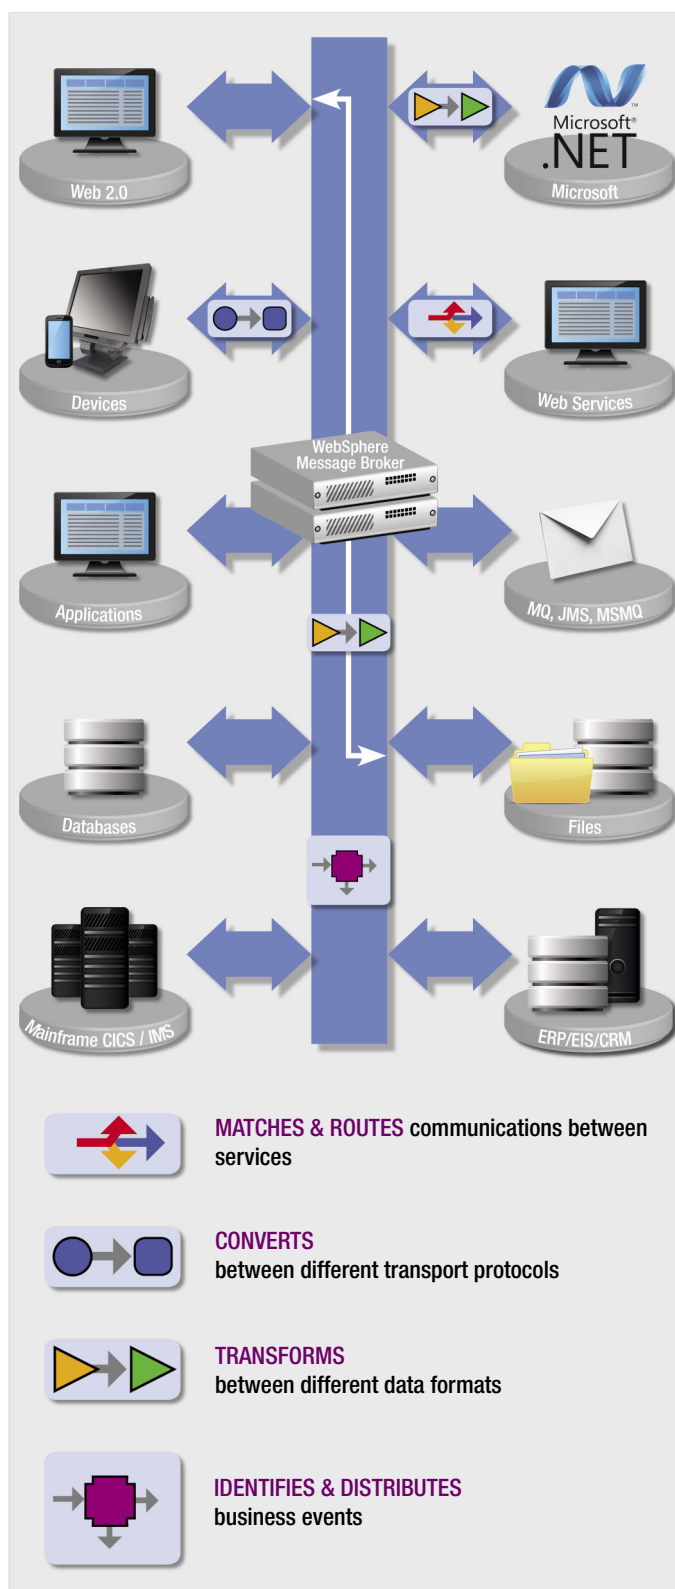 Web 2.0
Microsoft®
.NET
™
Microsoft
Devices
Web Services
WebSphere
Message Broker
Applications
MQ, JMS, MSMQ
Databases
Files
Mainframe CICS / IMS
ERP/EIS/CRM
MATCHES & ROUTES communications between
services
CONVERTS
between different transport protocols
TRANSFORMS
between different data formats
IDENTIFIES & DISTRIBUTES
business events